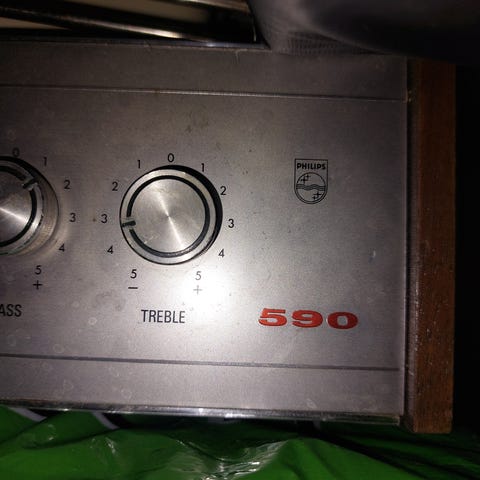 PHILIPS
0 1 2 3 4 5 +
1 0 1 2 2 3 3 4 4 5 5
- +
ASS
TREBLE
590